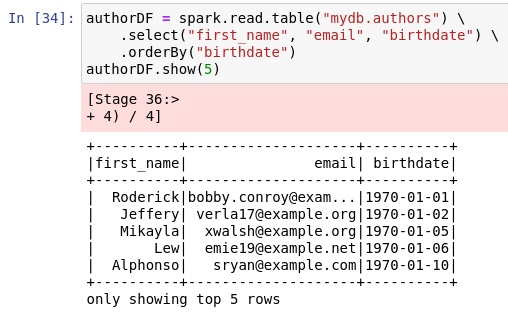 In [34]: authorDF = spark.read.table("mydb.authors") \
    .select("first_name", "email", "birthdate") \
    .orderBy("birthdate")
authorDF.show(5)
[Stage 36:>
+ 4) / 4]
+----------+--------------------+----------+
|first_name|               email| birthdate|
+----------+--------------------+----------+
|  Roderick|bobby.conroy@exam...|1970-01-01|
|   Jeffery| verla17@example.org|1970-01-02|
|   Mikayla|  xwalsh@example.org|1970-01-05|
|       Lew|  emie19@example.net|1970-01-06|
|  Alphonso|   sryan@example.com|1970-01-10|
+----------+--------------------+----------+
only showing top 5 rows